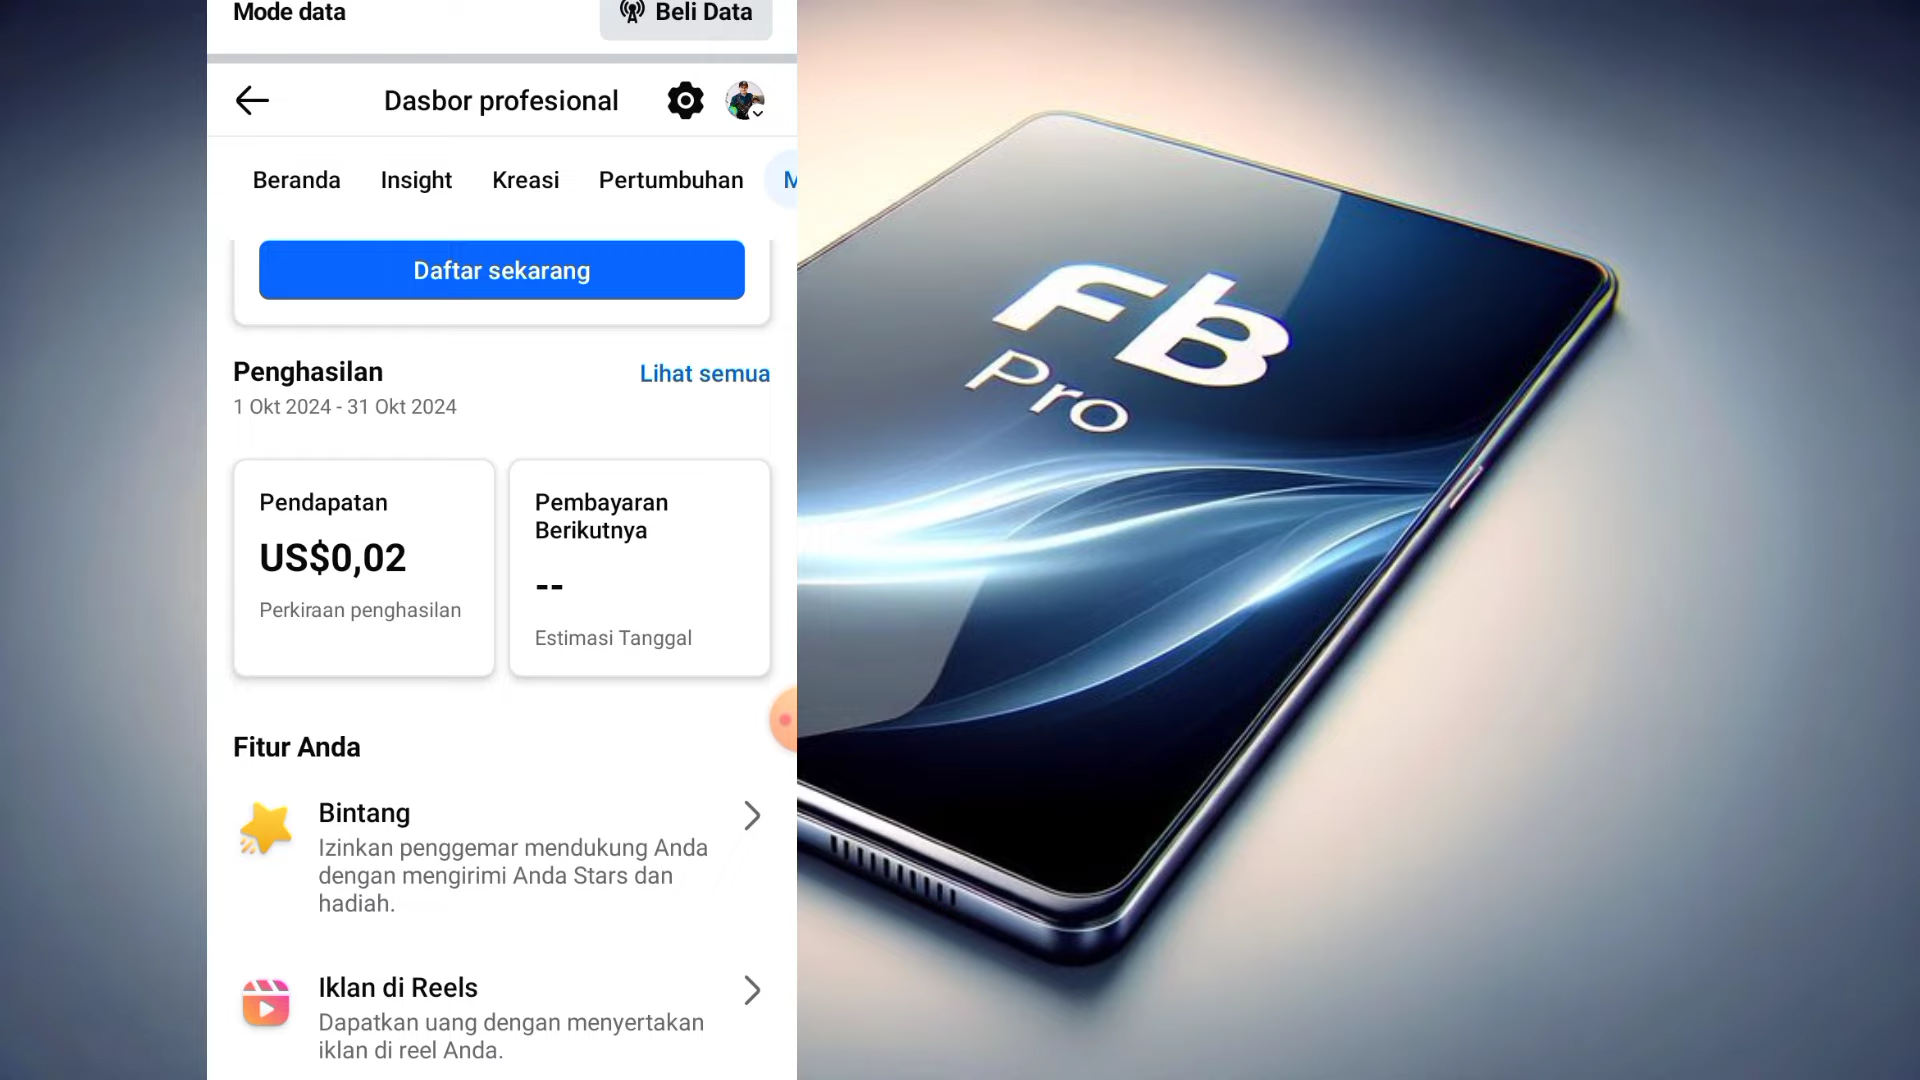 Mode data
Beli Data
Dasbor profesional
Beranda
Insight
Kreasi
Pertumbuhan
M
Daftar sekarang
Penghasilan
Lihat semua
1 Okt 2024 - 31 Okt 2024
Pendapatan
US$0,02
Perkiraan penghasilan
Pembayaran
Berikutnya
--
Estimasi Tanggal
Fitur Anda
Bintang
Izinkan penggemar mendukung Anda
dengan mengirimi Anda Stars dan
hadiah.
Iklan di Reels
Dapatkan uang dengan menyertakan
iklan di reel Anda.
FB
Pro